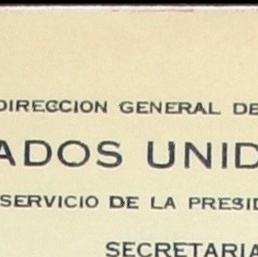 DIRECCION GENERAL DE
ADOS UNID
SERVICIO DE LA PRESID
SECRETARIA